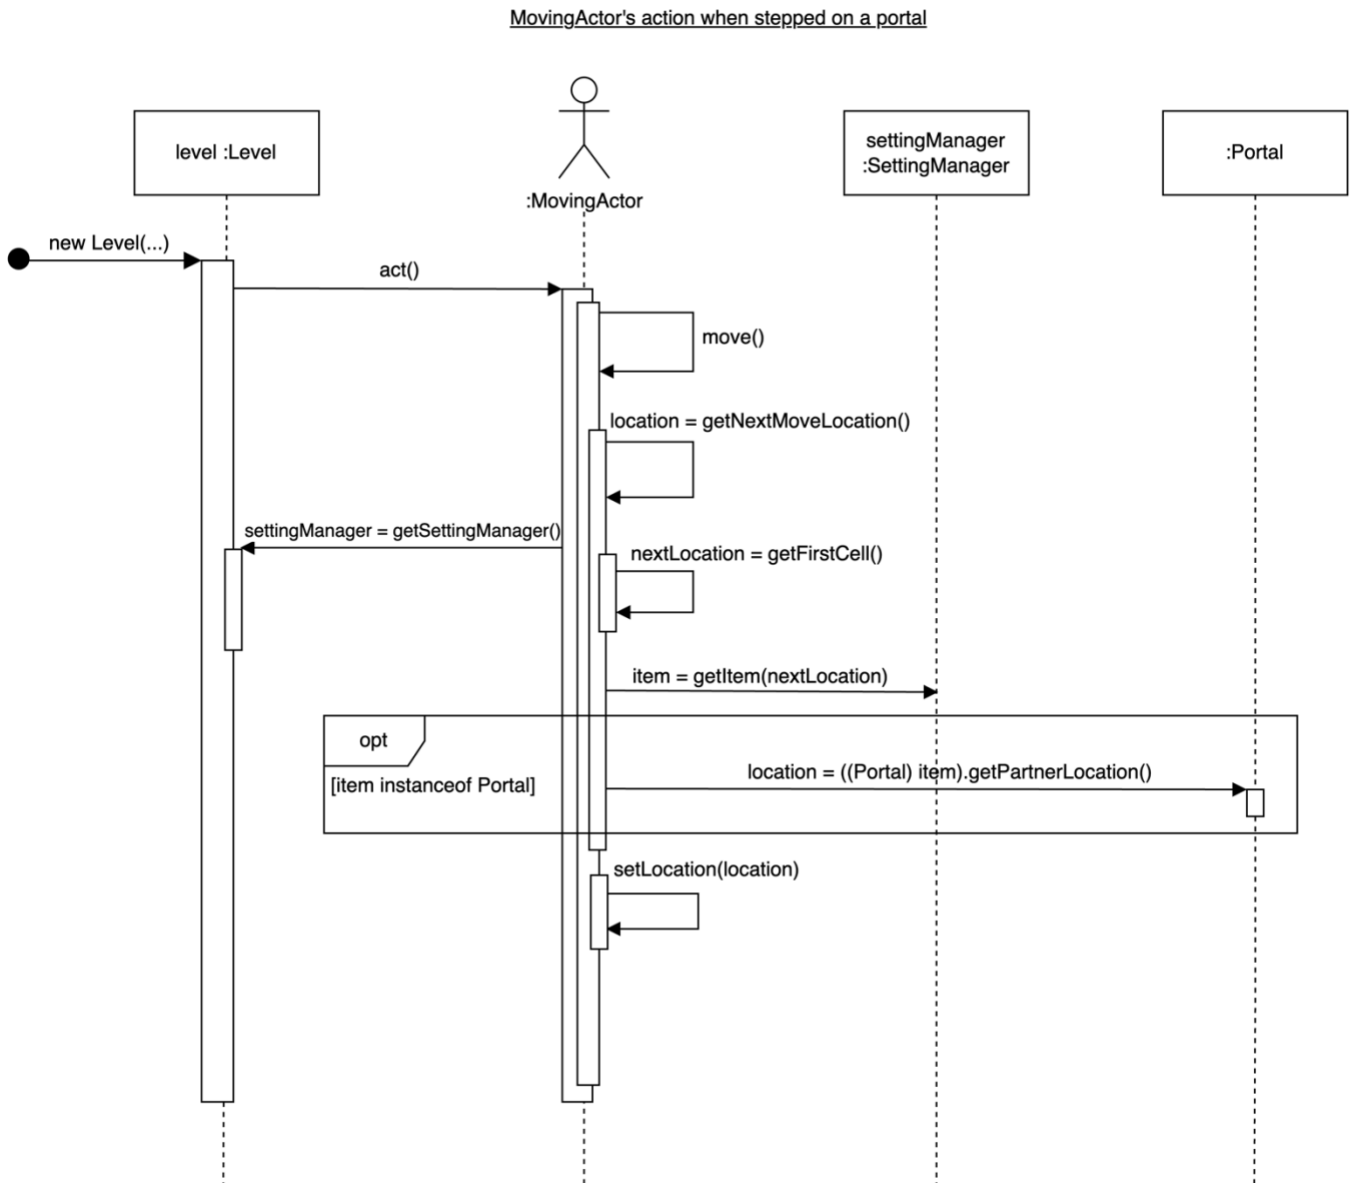 MovingActor's action when stepped on a portal
level :Level
:MovingActor
settingManager
:SettingManager
:Portal
new Level(...)
act()
move()
location = getNextMoveLocation()
settingManager = getSettingManager()
nextLocation = getFirstCell()
item = getItem(nextLocation)
opt
[item instanceof Portal]
location = ((Portal) item).getPartnerLocation()
setLocation(location)